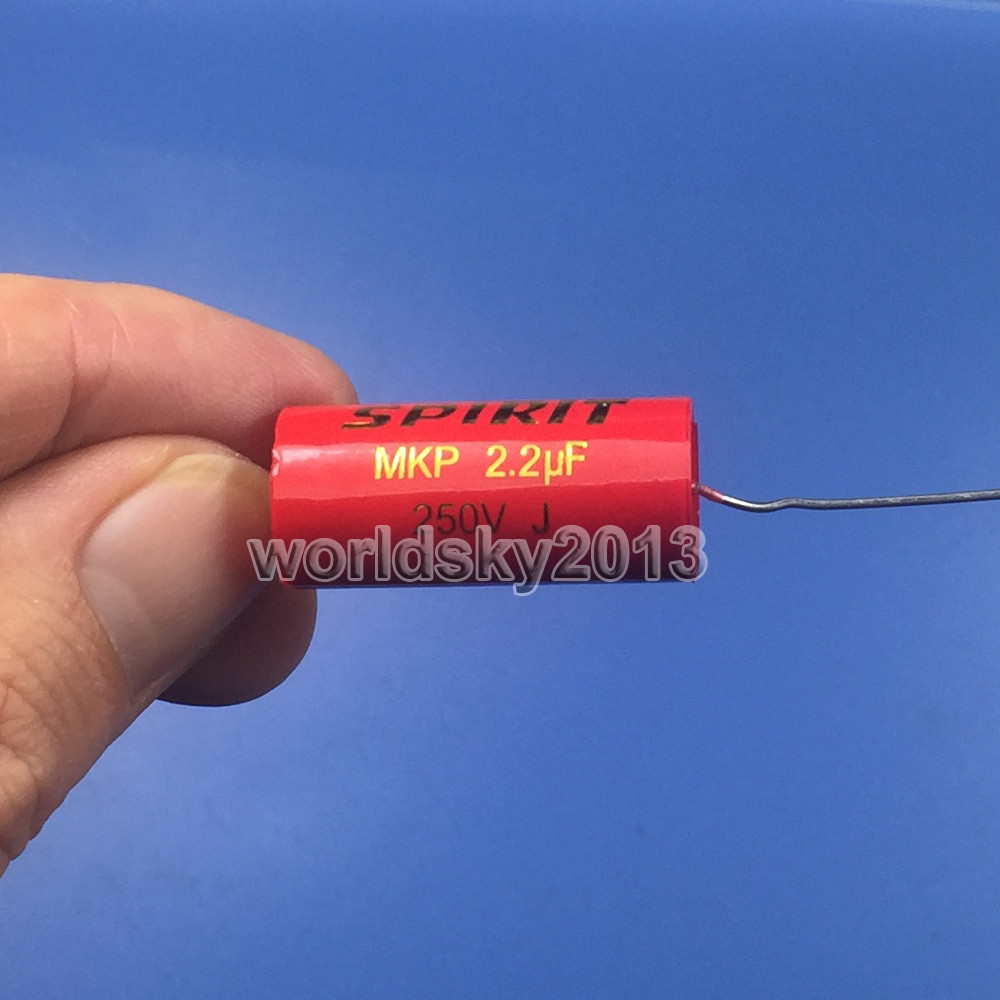 SPIRIT
MKP 2.2µF
250V J
worldsky2013